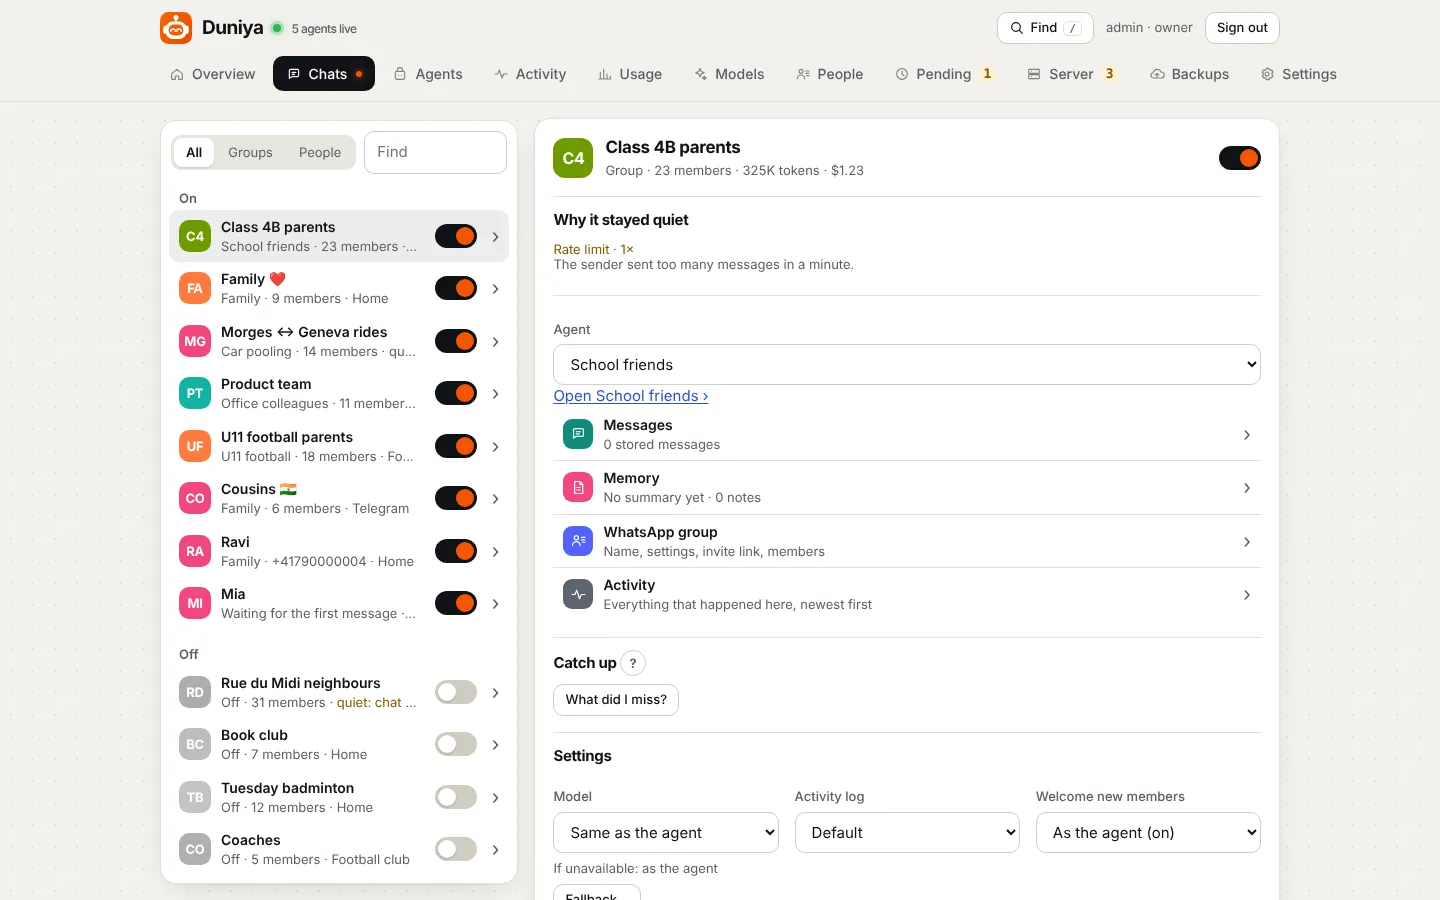 Duniya
5 agents live
Find /
admin · owner
Sign out
Overview
Chats
Agents
Activity
Usage
Models
People
Pending 1
Server 3
Backups
Settings
All
Groups
People
Find
On
C4
Class 4B parents
School friends · 23 members ·...
FA
Family ❤️
Family · 9 members · Home
MG
Morges ↔ Geneva rides
Car pooling · 14 members · qu...
PT
Product team
Office colleagues · 11 member...
UF
U11 football parents
U11 football · 18 members · Fo...
CO
Cousins 🇮🇳
Family · 6 members · Telegram
RA
Ravi
Family · +41790000004 · Home
MI
Mia
Waiting for the first message ·...
Off
RD
Rue du Midi neighbours
Off · 31 members · quiet: chat ...
BC
Book club
Off · 7 members · Home
TB
Tuesday badminton
Off · 12 members · Home
CO
Coaches
Off · 5 members · Football club
C4
Class 4B parents
Group · 23 members · 325K tokens · $1.23
Why it stayed quiet
Rate limit · 1×
The sender sent too many messages in a minute.
Agent
School friends
Open School friends ›
Messages
0 stored messages
Memory
No summary yet · 0 notes
WhatsApp group
Name, settings, invite link, members
Activity
Everything that happened here, newest first
Catch up ?
What did I miss?
Settings
Model
Activity log
Welcome new members
Same as the agent
Default
As the agent (on)
If unavailable: as the agent
Fallback